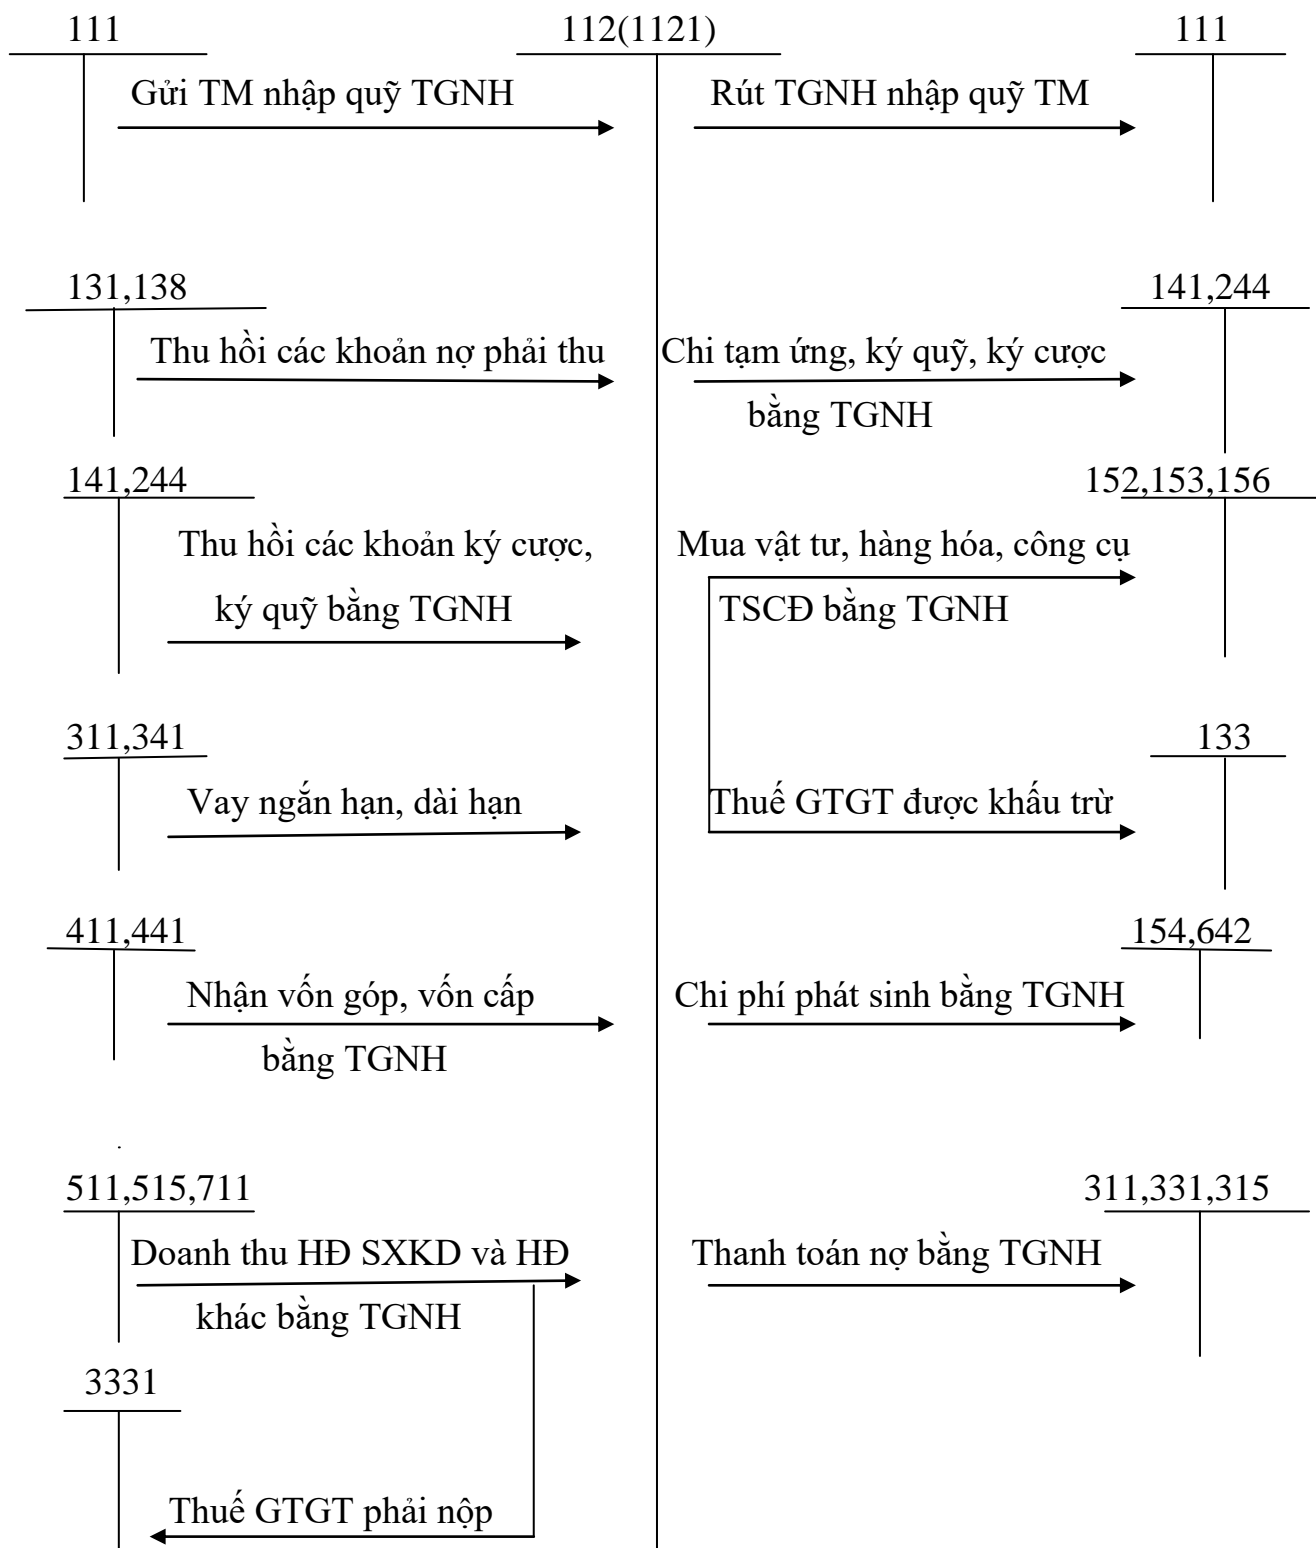 111
112(1121)
111
Gửi TM nhập quỹ TGNH
Rút TGNH nhập quỹ TM
131,138
141,244
Thu hồi các khoản nợ phải thu
Chi tạm ứng, ký quỹ, ký cược
bằng TGNH
141,244
152,153,156
Thu hồi các khoản ký cược,
ký quỹ bằng TGNH
Mua vật tư, hàng hóa, công cụ
TSCĐ bằng TGNH
311,341
133
Vay ngắn hạn, dài hạn
Thuế GTGT được khấu trừ
411,441
154,642
Nhận vốn góp, vốn cấp
bằng TGNH
Chi phí phát sinh bằng TGNH
511,515,711
311,331,315
Doanh thu HĐ SXKD và HĐ
khác bằng TGNH
Thanh toán nợ bằng TGNH
3331
Thuế GTGT phải nộp